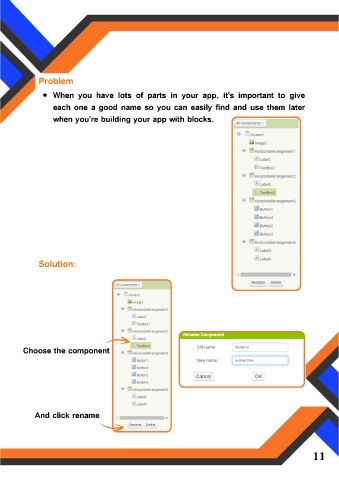 Problem
• When you have lots of parts in your app, it's important to give
each one a good name so you can easily find and use them later
when you're building your app with blocks.
All Components
Screen1
Image1
HorizontalArrangement1
Label1
TextBox1
HorizontalArrangement2
Label2
TextBox2
HorizontalArrangement3
Button1
Button4
Button2
Button3
HorizontalArrangement4
Label3
Label4
Rename Delete
Solution:
All Components
Screen1
Image1
HorizontalArrangement1
Label1
TextBox1
HorizontalArrangement2
Label2
TextBox2
HorizontalArrangement3
Button1
Button4
Button2
Button3
HorizontalArrangement4
Label3
Label4
Rename Delete
Choose the component
And click rename
Rename Component
Old name:
New name:
Cancel OK
11